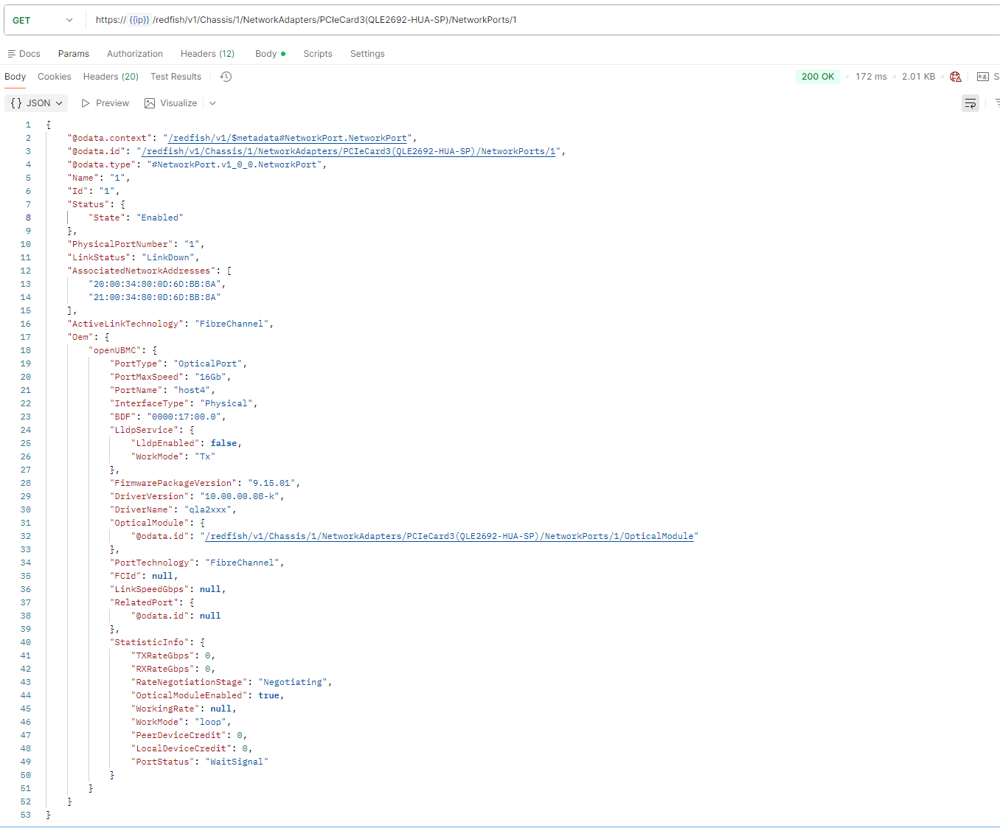 GET https://{{ip}}/redfish/v1/Chassis/1/NetworkAdapters/PCIeCard3(QLE2692-HUA-SP)/NetworkPorts/1
Docs Params Authorization Headers (12) Body Scripts Settings
Body Cookies Headers (20) Test Results 200 OK 172 ms 2.01 KB e.g. S
{} JSON Preview Visualize
1 {
2 "@odata.context": "/redfish/v1/$metadata#NetworkPort.NetworkPort",
3 "@odata.id": "/redfish/v1/Chassis/1/NetworkAdapters/PCIeCard3(QLE2692-HUA-SP)/NetworkPorts/1",
4 "@odata.type": "#NetworkPort.v1_0_0.NetworkPort",
5 "Name": "1",
6 "Id": "1",
7 "Status": {
8 "State": "Enabled"
9 },
10 "PhysicalPortNumber": "1",
11 "LinkStatus": "LinkDown",
12 "AssociatedNetworkAddresses": [
13 "20:00:34:80:0D:6D:BB:8A",
14 "21:00:34:80:0D:6D:BB:8A"
15 ],
16 "ActiveLinkTechnology": "FibreChannel",
17 "Oem": {
18 "openUBMC": {
19 "PortType": "OpticalPort",
20 "PortMaxSpeed": "16Gb",
21 "PortName": "host4",
22 "InterfaceType": "Physical",
23 "BDF": "0000:17:00.0",
24 "LldpService": {
25 "LldpEnabled": false,
26 "WorkMode": "Tx"
27 },
28 "FirmwarePackageVersion": "9.15.01",
29 "DriverVersion": "10.00.00.08-k",
30 "DriverName": "qla2xxx",
31 "OpticalModule": {
32 "@odata.id": "/redfish/v1/Chassis/1/NetworkAdapters/PCIeCard3(QLE2692-HUA-SP)/NetworkPorts/1/OpticalModule"
33 },
34 "PortTechnology": "FibreChannel",
35 "FCId": null,
36 "LinkSpeedGbps": null,
37 "RelatedPort": {
38 "@odata.id": null
39 },
40 "StatisticInfo": {
41 "TXRateGbps": 0,
42 "RXRateGbps": 0,
43 "RateNegotiationStage": "Negotiating",
44 "OpticalModuleEnabled": true,
45 "WorkingRate": null,
46 "WorkMode": "loop",
47 "PeerDeviceCredit": 0,
48 "LocalDeviceCredit": 0,
49 "PortStatus": "WaitSignal"
50 }
51 }
52 }
53 }